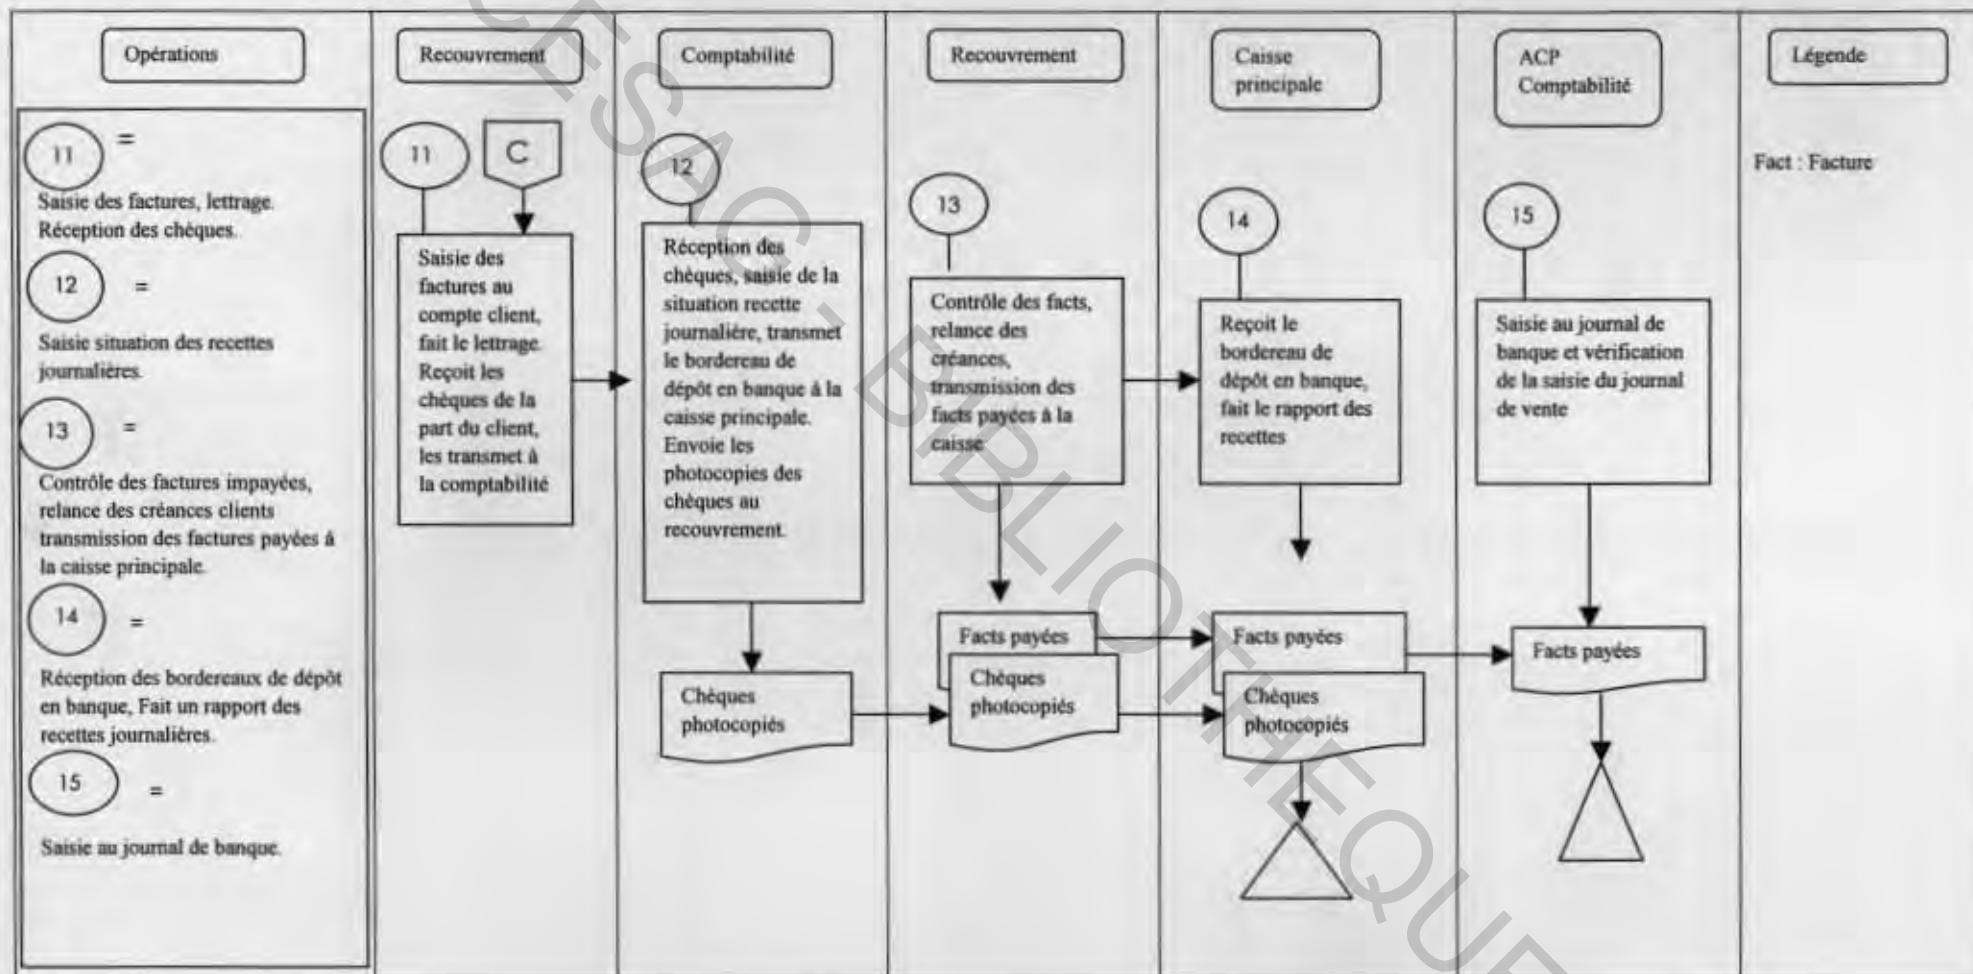 Opérations
11 =
Saisie des factures, lettrage.
Réception des chèques.
12 =
Saisie situation des recettes
journalières.
13 =
Contrôle des factures impayées,
relance des créances clients
transmission des factures payées à
la caisse principale.
14 =
Réception des bordereaux de dépôt
en banque, Fait un rapport des
recettes journalières.
15 =
Saisie au journal de banque.
Recouvrement
11
C
Saisie des
factures au
compte client,
fait le lettrage.
Reçoit les
chèques de la
part du client,
les transmet à
la comptabilité
Comptabilité
12
Réception des
chèques, saisie de la
situation recette
journalière, transmet
le bordereau de
dépôt en banque à la
caisse principale.
Envoie les
photocopies des
chèques au
recouvrement.
Chèques
photocopiés
Recouvrement
13
Contrôle des facts,
relance des
créances,
transmission des
facts payées à la
caisse
Facts payées
Chèques
photocopiés
Caisse
principale
14
Reçoit le
bordereau de
dépôt en banque,
fait le rapport des
recettes
Facts payées
Chèques
photocopiés
ACP
Comptabilité
15
Saisie au journal de
banque et vérification
de la saisie du journal
de vente
Facts payées
Légende
Fact : Facture
CESAG - BIBLIOTHEQUE